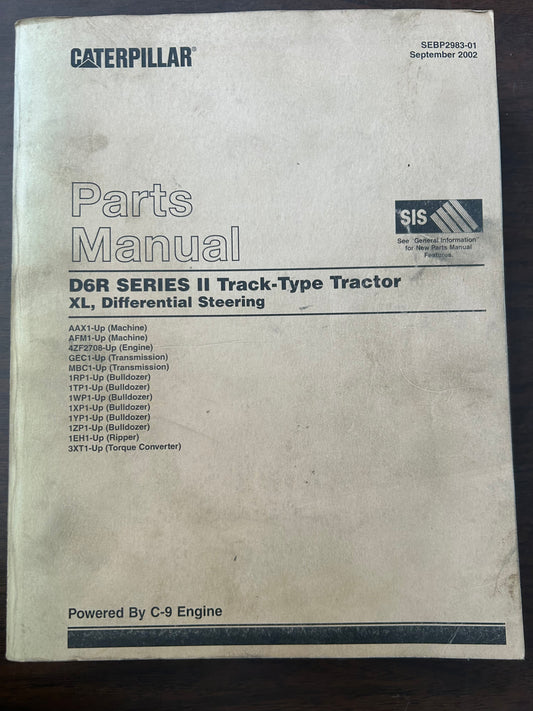 CATERPILLAR®
SEBP2983-01
September 2002
Parts
Manual
SIS
See "General Information"
for New Parts Manual
Features.
D6R SERIES II Track-Type Tractor
XL, Differential Steering
AAX1-Up (Machine)
AFM1-Up (Machine)
4ZF2708-Up (Engine)
GEC1-Up (Transmission)
MBC1-Up (Transmission)
1RP1-Up (Bulldozer)
1TP1-Up (Bulldozer)
1WP1-Up (Bulldozer)
1XP1-Up (Bulldozer)
1YP1-Up (Bulldozer)
1ZP1-Up (Bulldozer)
1EH1-Up (Ripper)
3XT1-Up (Torque Converter)
Powered By C-9 Engine